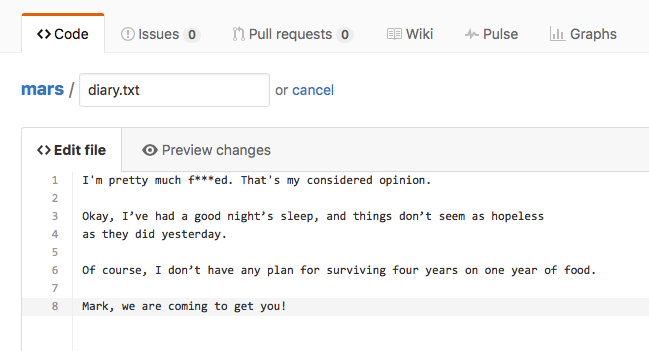 Code Issues 0 Pull requests 0 Wiki Pulse Graphs
mars / diary.txt or cancel
Edit file Preview changes
1 I'm pretty much f***ed. That's my considered opinion.
2
3 Okay, I’ve had a good night’s sleep, and things don’t seem as hopeless
4 as they did yesterday.
5
6 Of course, I don’t have any plan for surviving four years on one year of food.
7
8 Mark, we are coming to get you!